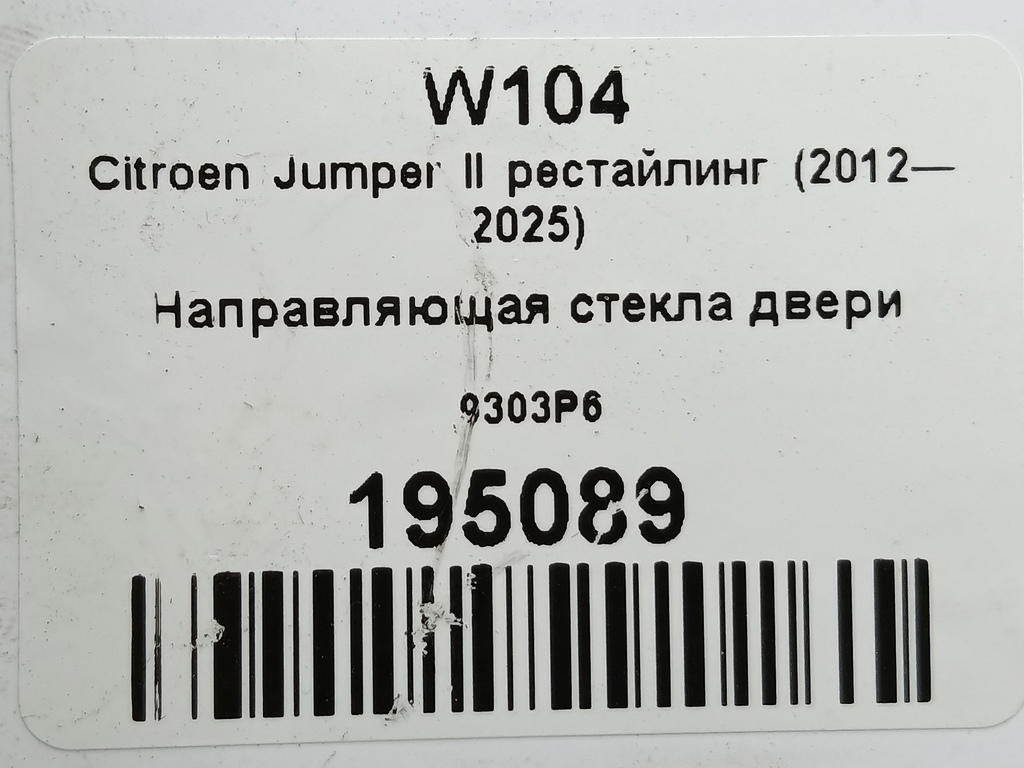 W104
Citroen Jumper II рестайлинг (2012—
2025)
Направляющая стекла двери
9303P6
195089